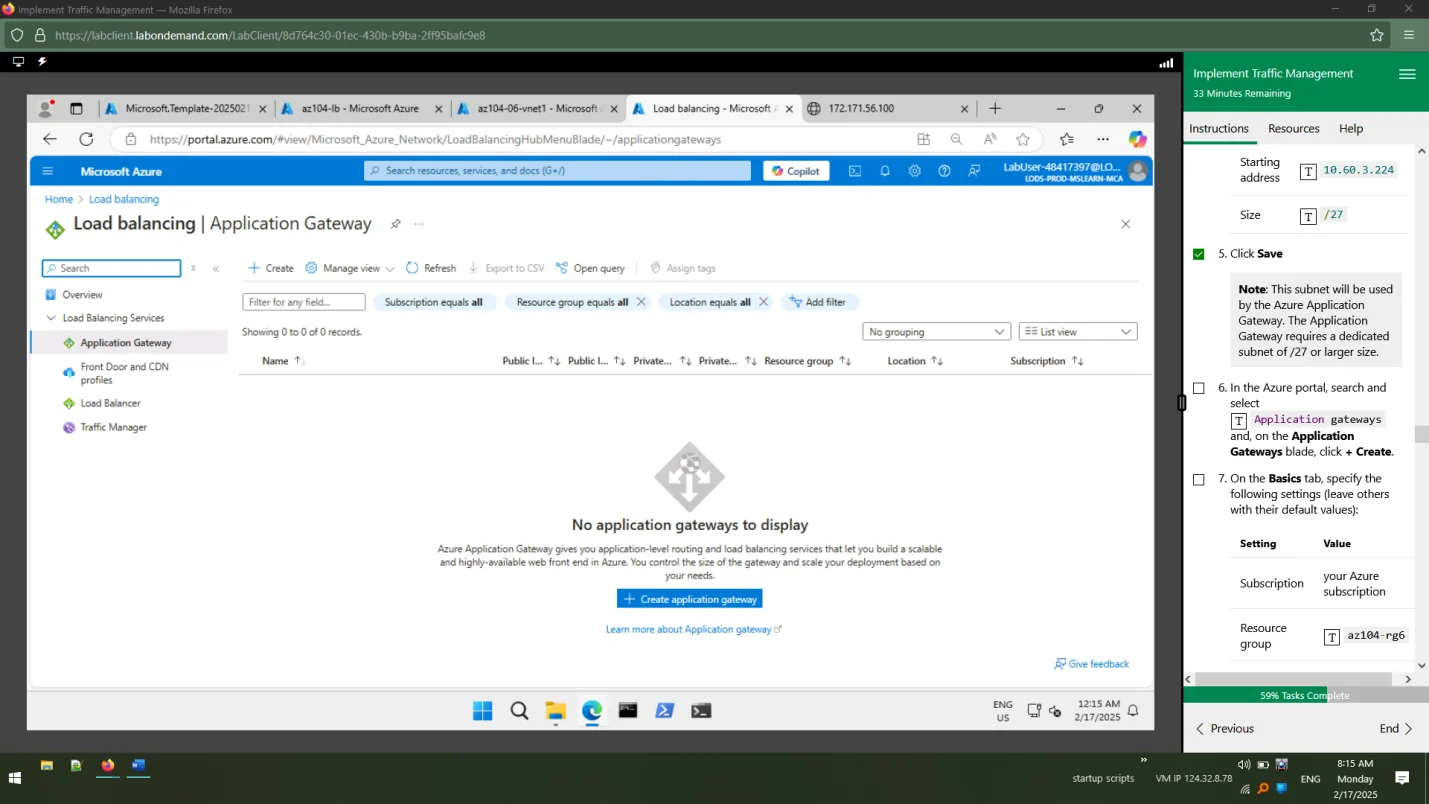 Implement Traffic Management — Mozilla Firefox
https://labclient.labondemand.com/LabClient/8d764c30-01ec-430b-b9ba-2ff95bafc9e8
Microsoft.Template-2025021
az104-lb - Microsoft Azure
az104-06-vnet1 - Microsoft
Load balancing - Microsoft A
172.171.56.100
https://portal.azure.com/#view/Microsoft_Azure_Network/LoadBalancingHubMenuBlade/~/applicationgateways
Microsoft Azure
Search resources, services, and docs (G+/)
Copilot
LabUser-48417397@LO...
LODS-PROD-MSLEARN-MCA
Home > Load balancing
Load balancing | Application Gateway
Search
Overview
Load Balancing Services
Application Gateway
Front Door and CDN
profiles
Load Balancer
Traffic Manager
Create
Manage view
Refresh
Export to CSV
Open query
Assign tags
Filter for any field...
Subscription equals all
Resource group equals all
Location equals all
Add filter
Showing 0 to 0 of 0 records.
No grouping
List view
Name
Public I...
Public I...
Private...
Private...
Resource group
Location
Subscription
No application gateways to display
Azure Application Gateway gives you application-level routing and load balancing services that let you build a scalable
and highly-available web front end in Azure. You control the size of the gateway and scale your deployment based on
your needs.
Create application gateway
Learn more about Application gateway
Give feedback
ENG
US
12:15 AM
2/17/2025
Implement Traffic Management
33 Minutes Remaining
Instructions
Resources
Help
Starting
address
T 10.60.3.224
Size
T /27
5. Click Save
Note: This subnet will be used
by the Azure Application
Gateway. The Application
Gateway requires a dedicated
subnet of /27 or larger size.
6. In the Azure portal, search and
select
T Application gateways
and, on the Application
Gateways blade, click + Create.
7. On the Basics tab, specify the
following settings (leave others
with their default values):
Setting Value
Subscription
your Azure
subscription
Resource
group
T az104-rg6
59% Tasks Complete
Previous
End
startup scripts
VM IP 124.32.8.78
ENG
8:15 AM
Monday
2/17/2025